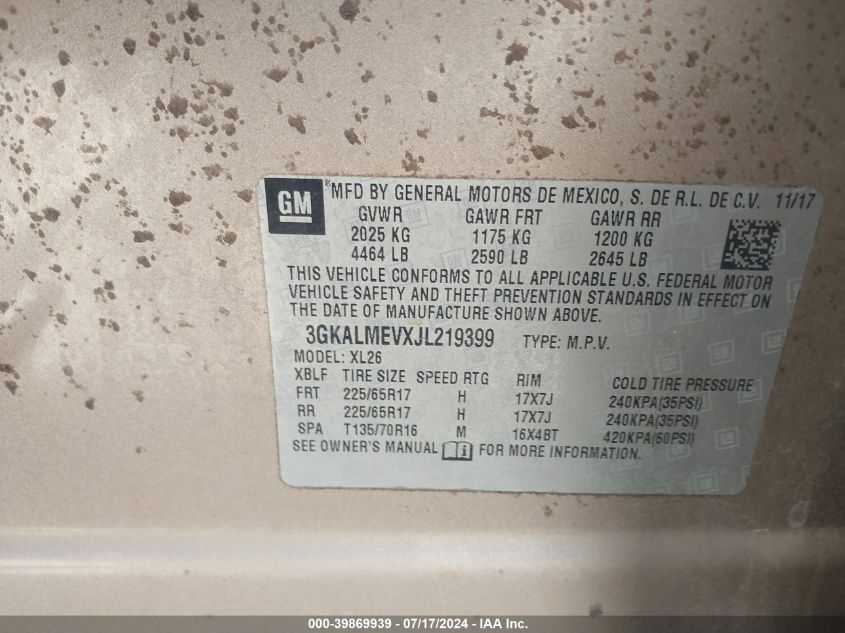 GM ® MFD BY GENERAL MOTORS DE MEXICO, S. DE R.L. DE C.V. 11/17
GVWR GAWR FRT GAWR RR
2025 KG 1175 KG 1200 KG
4464 LB 2590 LB 2645 LB
THIS VEHICLE CONFORMS TO ALL APPLICABLE U.S. FEDERAL MOTOR
VEHICLE SAFETY AND THEFT PREVENTION STANDARDS IN EFFECT ON
THE DATE OF MANUFACTURE SHOWN ABOVE.
3GKALMEVXJL219399 TYPE: M.P.V.
MODEL: XL26
XBLF TIRE SIZE SPEED RTG RIM COLD TIRE PRESSURE
FRT 225/65R17 H 17X7J 240KPA(35PSI)
RR 225/65R17 H 17X7J 240KPA(35PSI)
SPA T135/70R16 M 16X4BT 420KPA(60PSI)
SEE OWNER'S MANUAL FOR MORE INFORMATION.
000-39869939 - 07/17/2024 - IAA Inc.